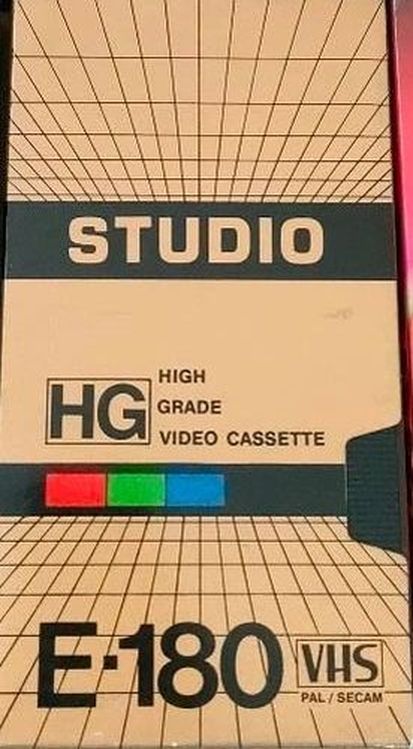 STUDIO
HG
HIGH
GRADE
VIDEO CASSETTE
E-180
VHS
PAL / SECAM